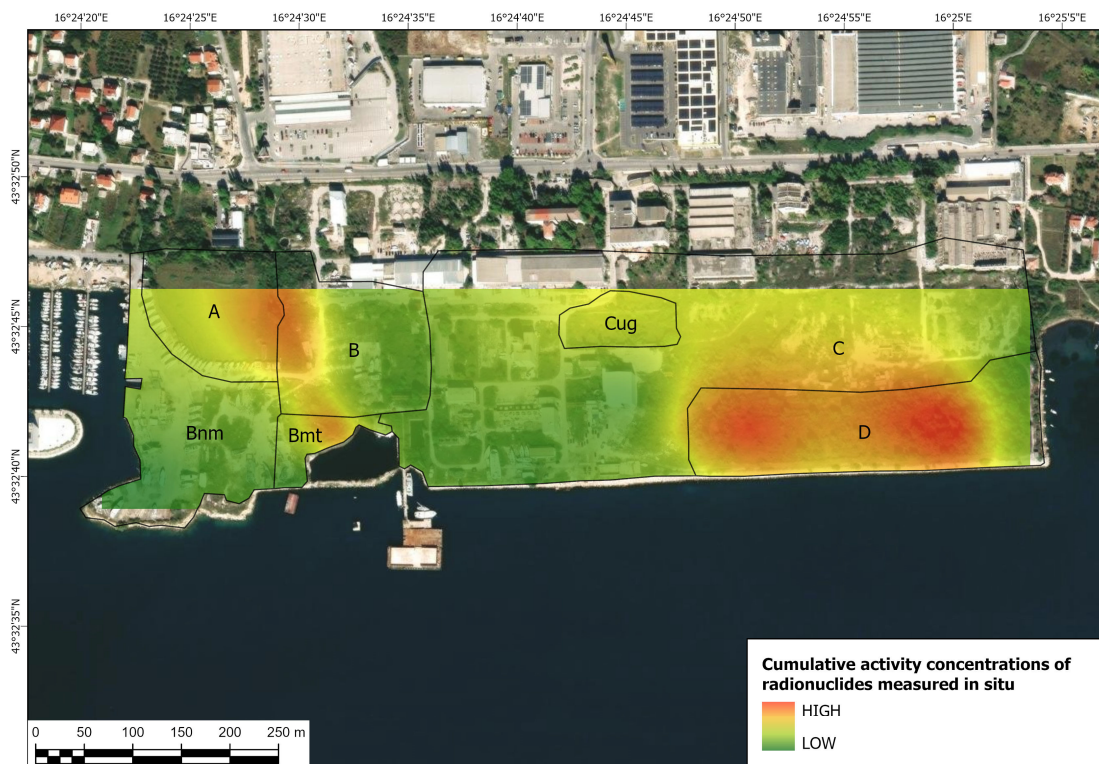 16°24'20"E 16°24'25"E 16°24'30"E 16°24'35"E 16°24'40"E 16°24'45"E 16°24'50"E 16°24'55"E 16°25'E 16°25'5"E
43°32'50"N
43°32'45"N
43°32'40"N
43°32'35"N
A
B
Cug
C
Bnm
Bmt
D
Cumulative activity concentrations of
radionuclides measured in situ
HIGH
LOW
0 50 100 150 200 250 m